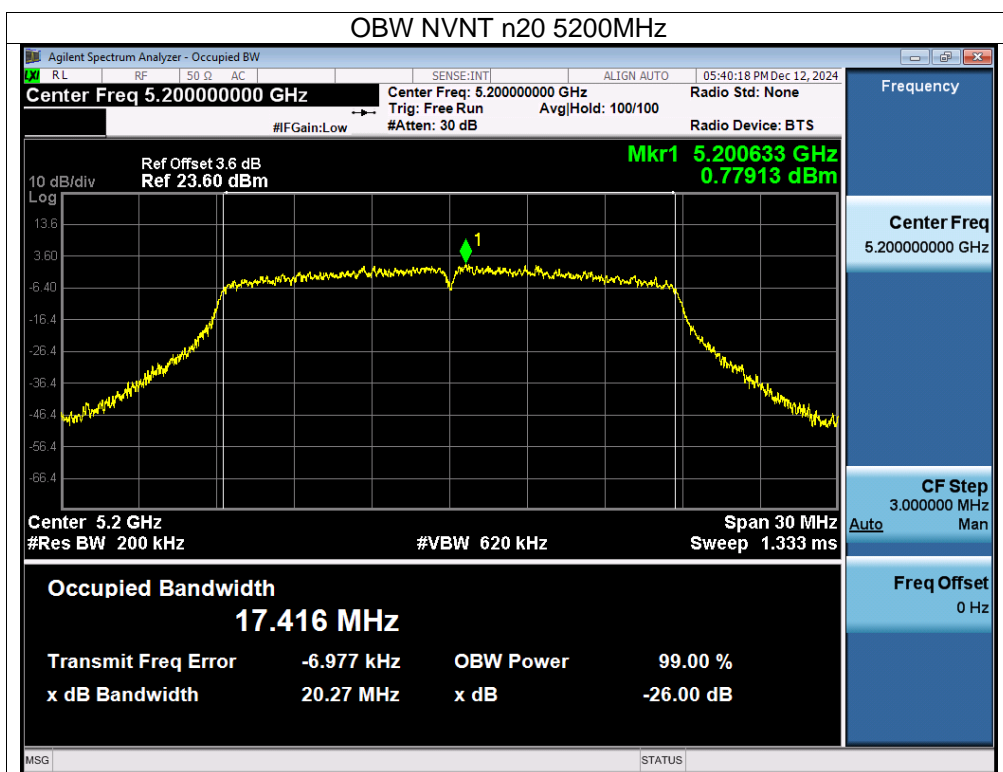 OBW NVNT n20 5200MHz
Agilent Spectrum Analyzer - Occupied BW
LXI RL RF 50 Ω AC SENSE:INT ALIGN AUTO 05:40:18 PM Dec 12, 2024
Center Freq 5.200000000 GHz
Center Freq: 5.200000000 GHz
Radio Std: None
Trig: Free Run Avg|Hold: 100/100
#IFGain:Low #Atten: 30 dB Radio Device: BTS
Frequency
Mkr1 5.200633 GHz
0.77913 dBm
Ref Offset 3.6 dB
10 dB/div Ref 23.60 dBm
Log
13.6
3.60
-6.40
-16.4
-26.4
-36.4
-46.4
-56.4
-66.4
1
Center 5.2 GHz Span 30 MHz
#Res BW 200 kHz #VBW 620 kHz Sweep 1.333 ms
Center Freq
5.200000000 GHz
CF Step
3.000000 MHz
Auto Man
Freq Offset
0 Hz
Occupied Bandwidth
17.416 MHz
Transmit Freq Error -6.977 kHz OBW Power 99.00 %
x dB Bandwidth 20.27 MHz x dB -26.00 dB
MSG STATUS